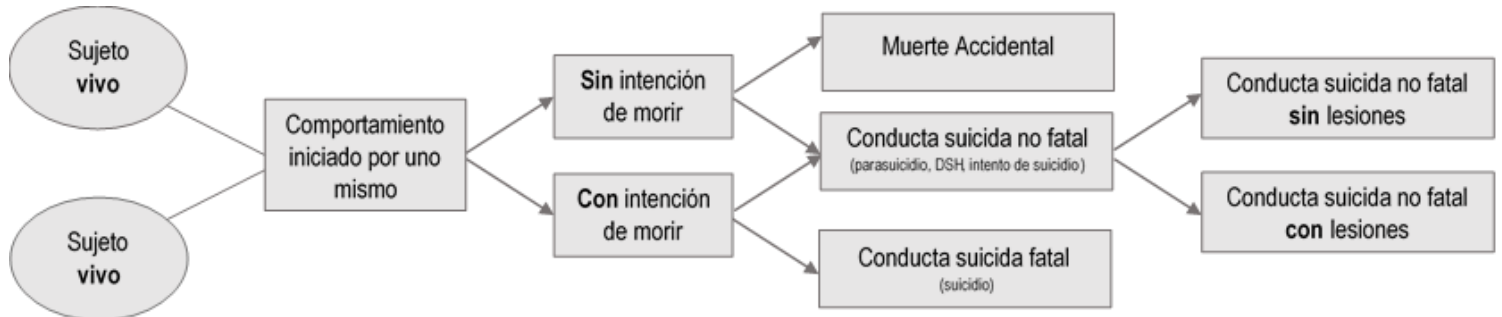 Sujeto
vivo
Sujeto
vivo
Comportamiento
iniciado por uno
mismo
Sin intención
de morir
Con intención
de morir
Muerte Accidental
Conducta suicida no fatal
(parasuicidio, DSH, intento de suicidio)
Conducta suicida fatal
(suicidio)
Conducta suicida no fatal
sin lesiones
Conducta suicida no fatal
con lesiones